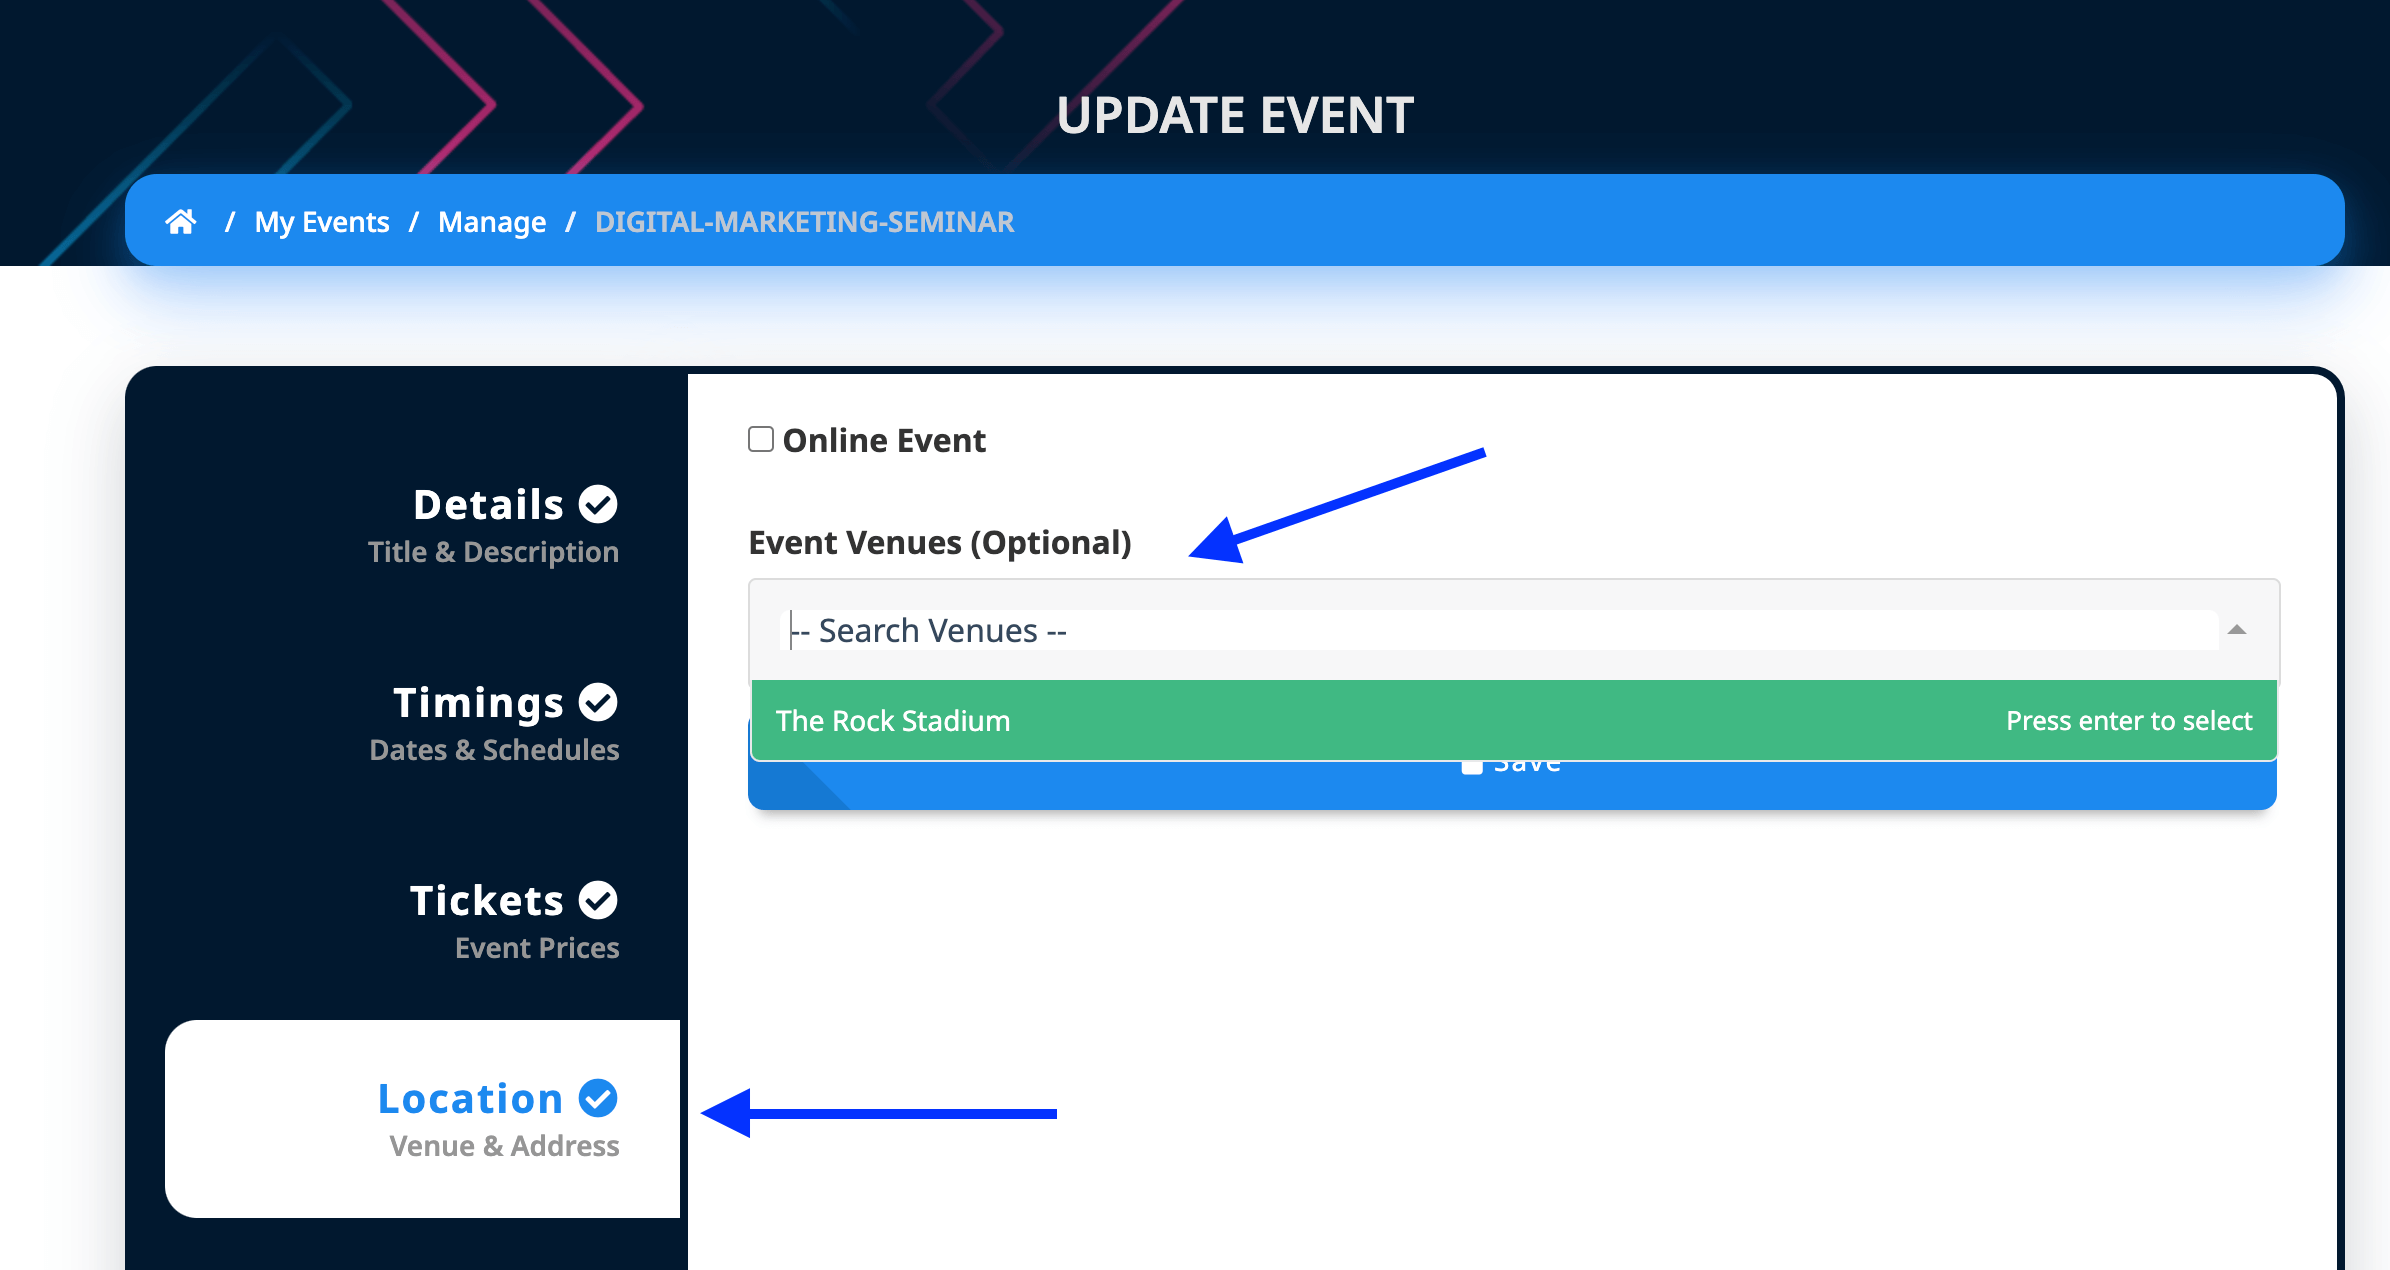 UPDATE EVENT
/ My Events / Manage / DIGITAL-MARKETING-SEMINAR
Details
Title & Description
Timings
Dates & Schedules
Tickets
Event Prices
Location
Venue & Address
Online Event
Event Venues (Optional)
-- Search Venues --
The Rock Stadium Press enter to select
Save